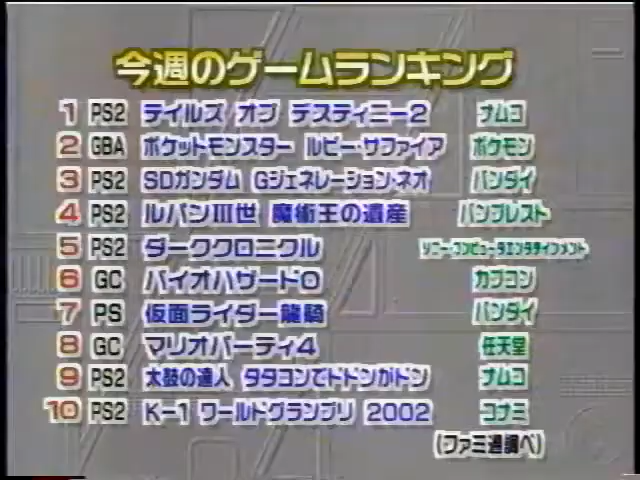 今週のゲームランキング
1 PS2 テイルズ オブ デスティニー2 ナムコ
2 GBA ポケットモンスター ルビー・サファイア ポケモン
3 PS2 SDガンダム Gジェネレーション・ネオ バンダイ
4 PS2 ルパンIII世 魔術王の遺産 バンプレスト
5 PS2 ダーククロニクル ソニー・コンピュータエンタテインメント
6 GC バイオハザード0 カプコン
7 PS 仮面ライダー龍騎 バンダイ
8 GC マリオパーティ4 任天堂
9 PS2 太鼓の達人 タタコンでドドンがドン ナムコ
10 PS2 K-1 ワールドグランプリ 2002 コナミ
(ファミ通調べ)